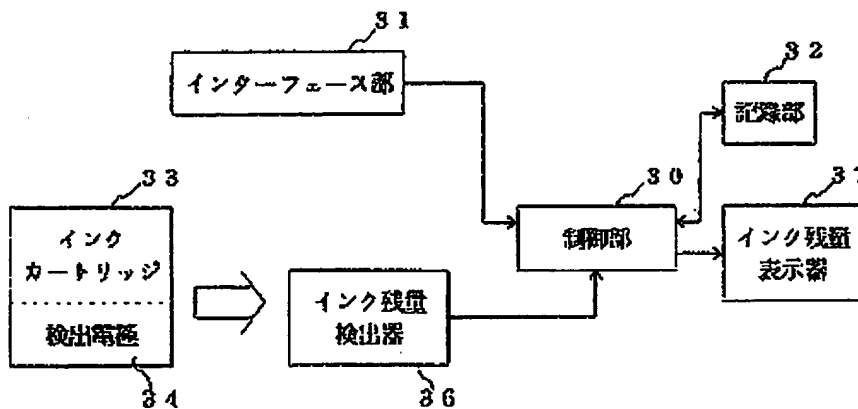 31
インターフェース部
32
記録部
33
インク
カートリッジ
検出電極
34
30
制御部
37
インク残量
表示器
インク残量
検出器
36